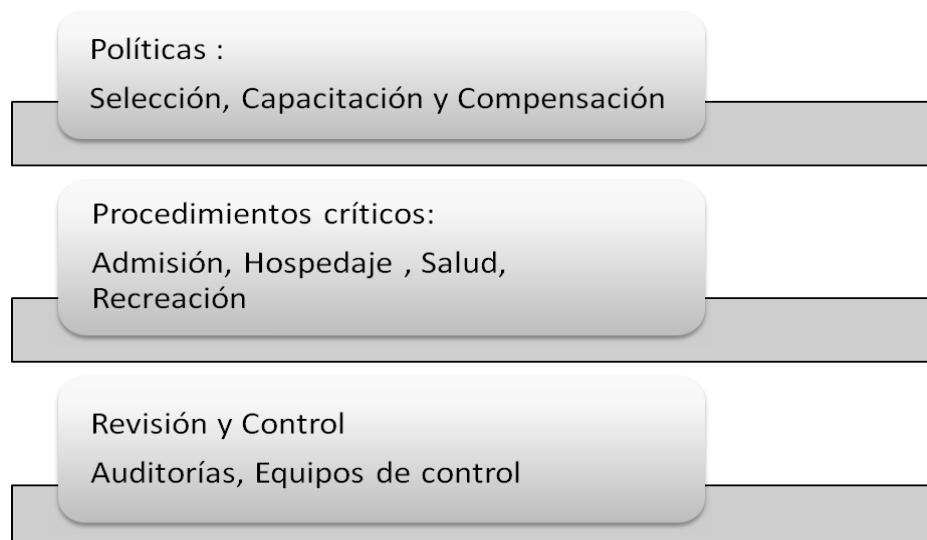 Políticas :
Selección, Capacitación y Compensación
Procedimientos críticos:
Admisión, Hospedaje , Salud,
Recreación
Revisión y Control
Auditorías, Equipos de control